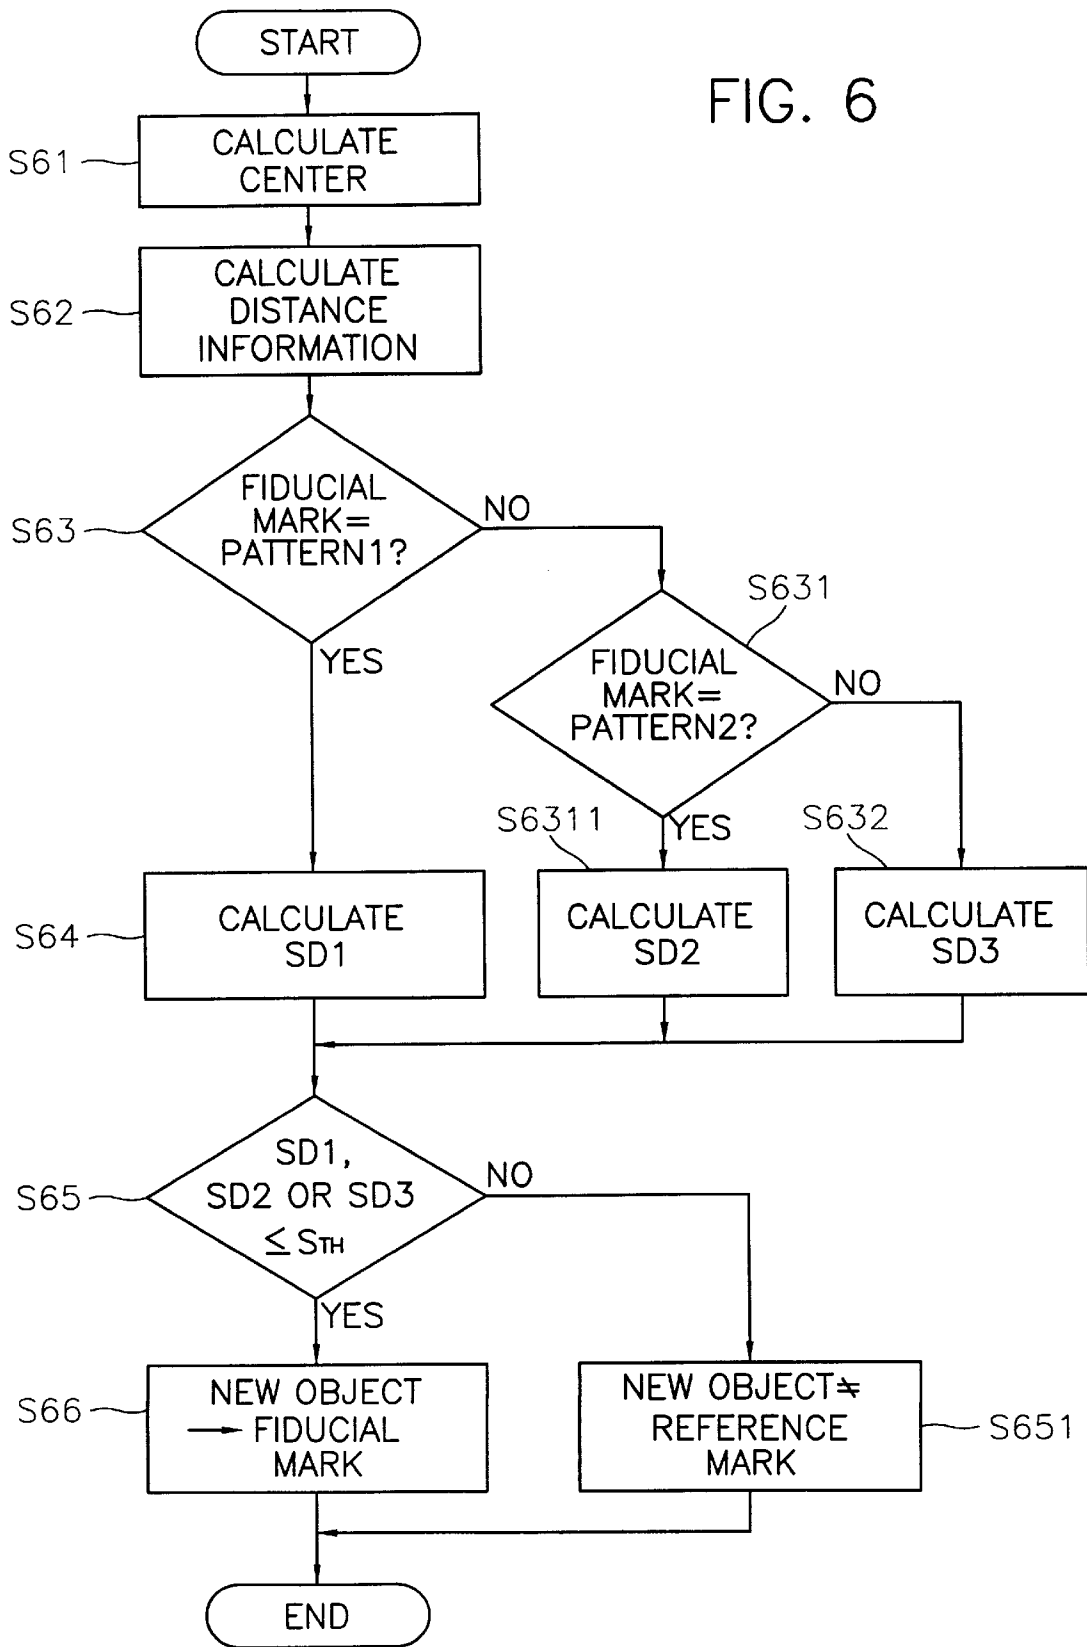 START
FIG. 6
S61
CALCULATE
CENTER
S62
CALCULATE
DISTANCE
INFORMATION
S63
FIDUCIAL
MARK=
PATTERN1?
NO
YES
S631
FIDUCIAL
MARK=
PATTERN2?
NO
YES
S6311
S632
S64
CALCULATE
SD1
CALCULATE
SD2
CALCULATE
SD3
S65
SD1,
SD2 OR SD3
≤ STH
NO
YES
S66
NEW OBJECT
→ FIDUCIAL
MARK
NEW OBJECT≠
REFERENCE
MARK
S651
END